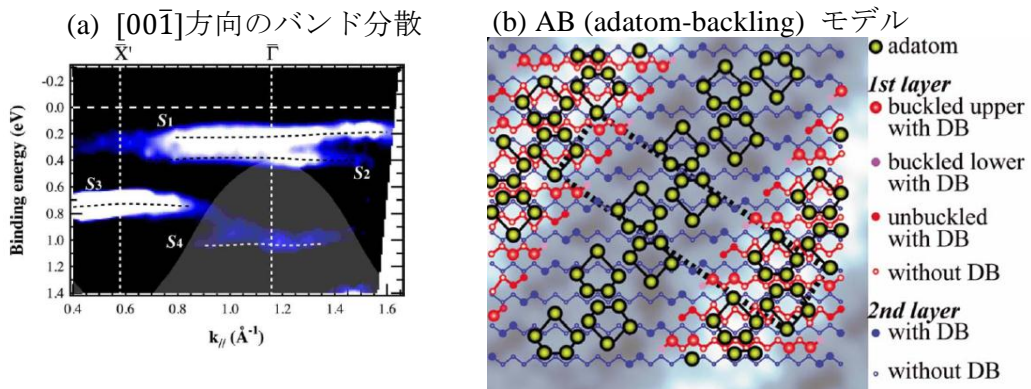 (a) [001̄]方向のバンド分散
X̄'
Γ̄
-0.2
0.0
0.2
0.4
0.6
0.8
1.0
1.2
1.4
Binding energy (eV)
S1
S2
S3
S4
0.4 0.6 0.8 1.0 1.2 1.4 1.6
k// (Å-1)
(b) AB (adatom-backling) モデル
adatom
1st layer
buckled upper
with DB
buckled lower
with DB
unbuckled
with DB
without DB
2nd layer
with DB
without DB